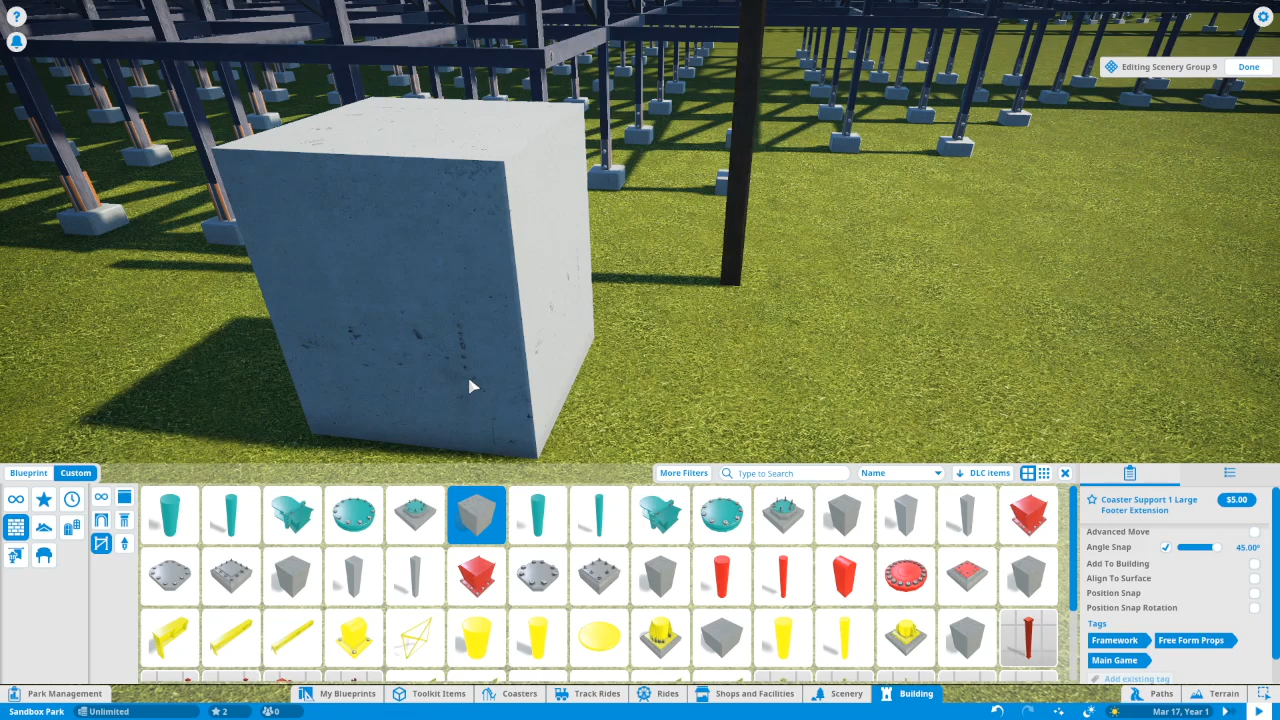 ?
Editing Scenery Group 9 Done
Blueprint Custom
More Filters Type to Search Name DLC items
Coaster Support 1 Large
Footer Extension
$5.00
Advanced Move
Angle Snap 45.00°
Add To Building
Align To Surface
Position Snap
Position Snap Rotation
Tags
Framework Free Form Props
Main Game
Add existing tag
Park Management My Blueprints Toolkit Items Coasters Track Rides Rides Shops and Facilities Scenery Building Paths Terrain
Sandbox Park Unlimited 2 0 Mar 17, Year 1